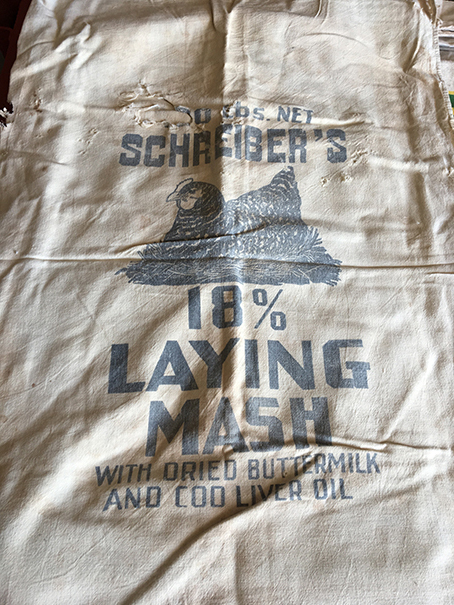 LBS. NET
SCHREIBER'S
18%
LAYING
MASH
WITH DRIED BUTTERMILK
AND COD LIVER OIL